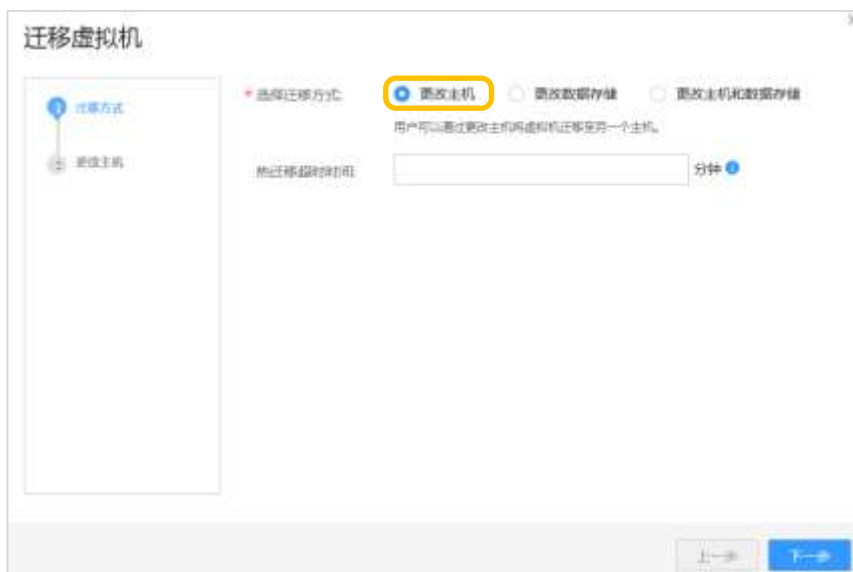 迁移虚拟机
1 迁移方式
2 更改主机
* 选择迁移方式: 更改主机 更改数据存储 更改主机和数据存储
用户可以通过更改主机将虚拟机迁移至另一个主机。
热迁移超时时间: 分钟
上一步 下一步